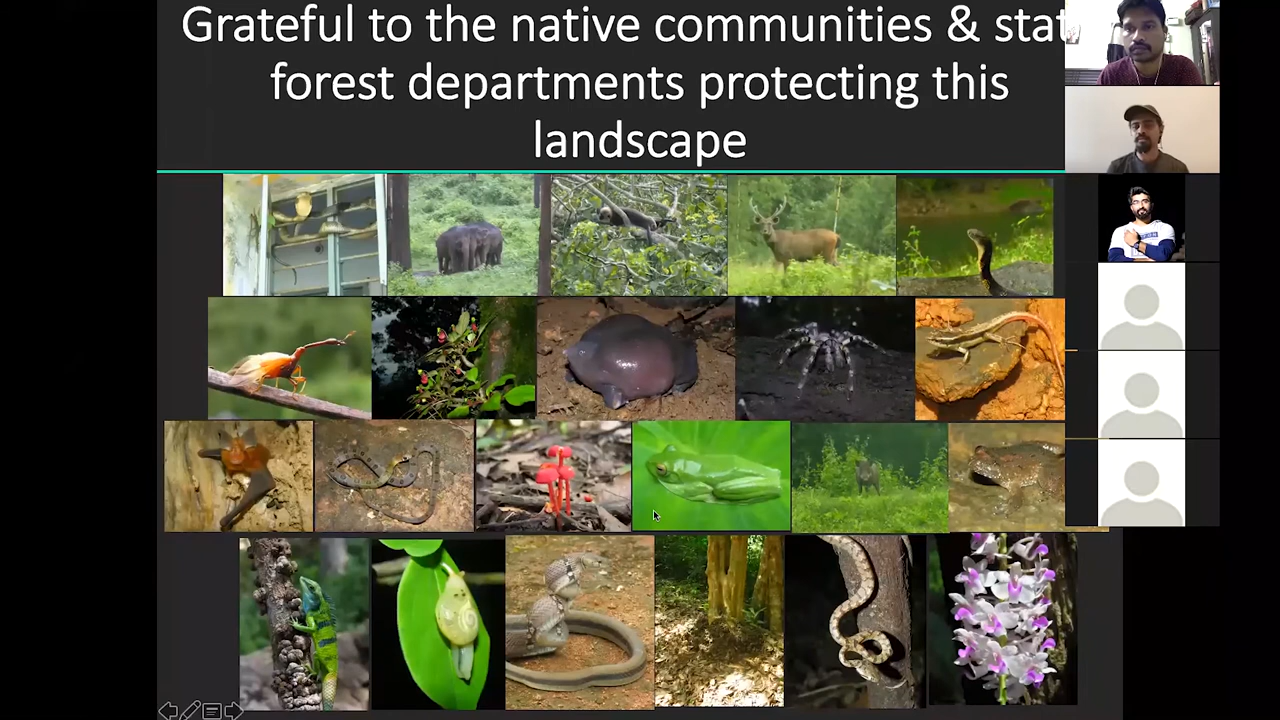 Grateful to the native communities & stat
forest departments protecting this
landscape